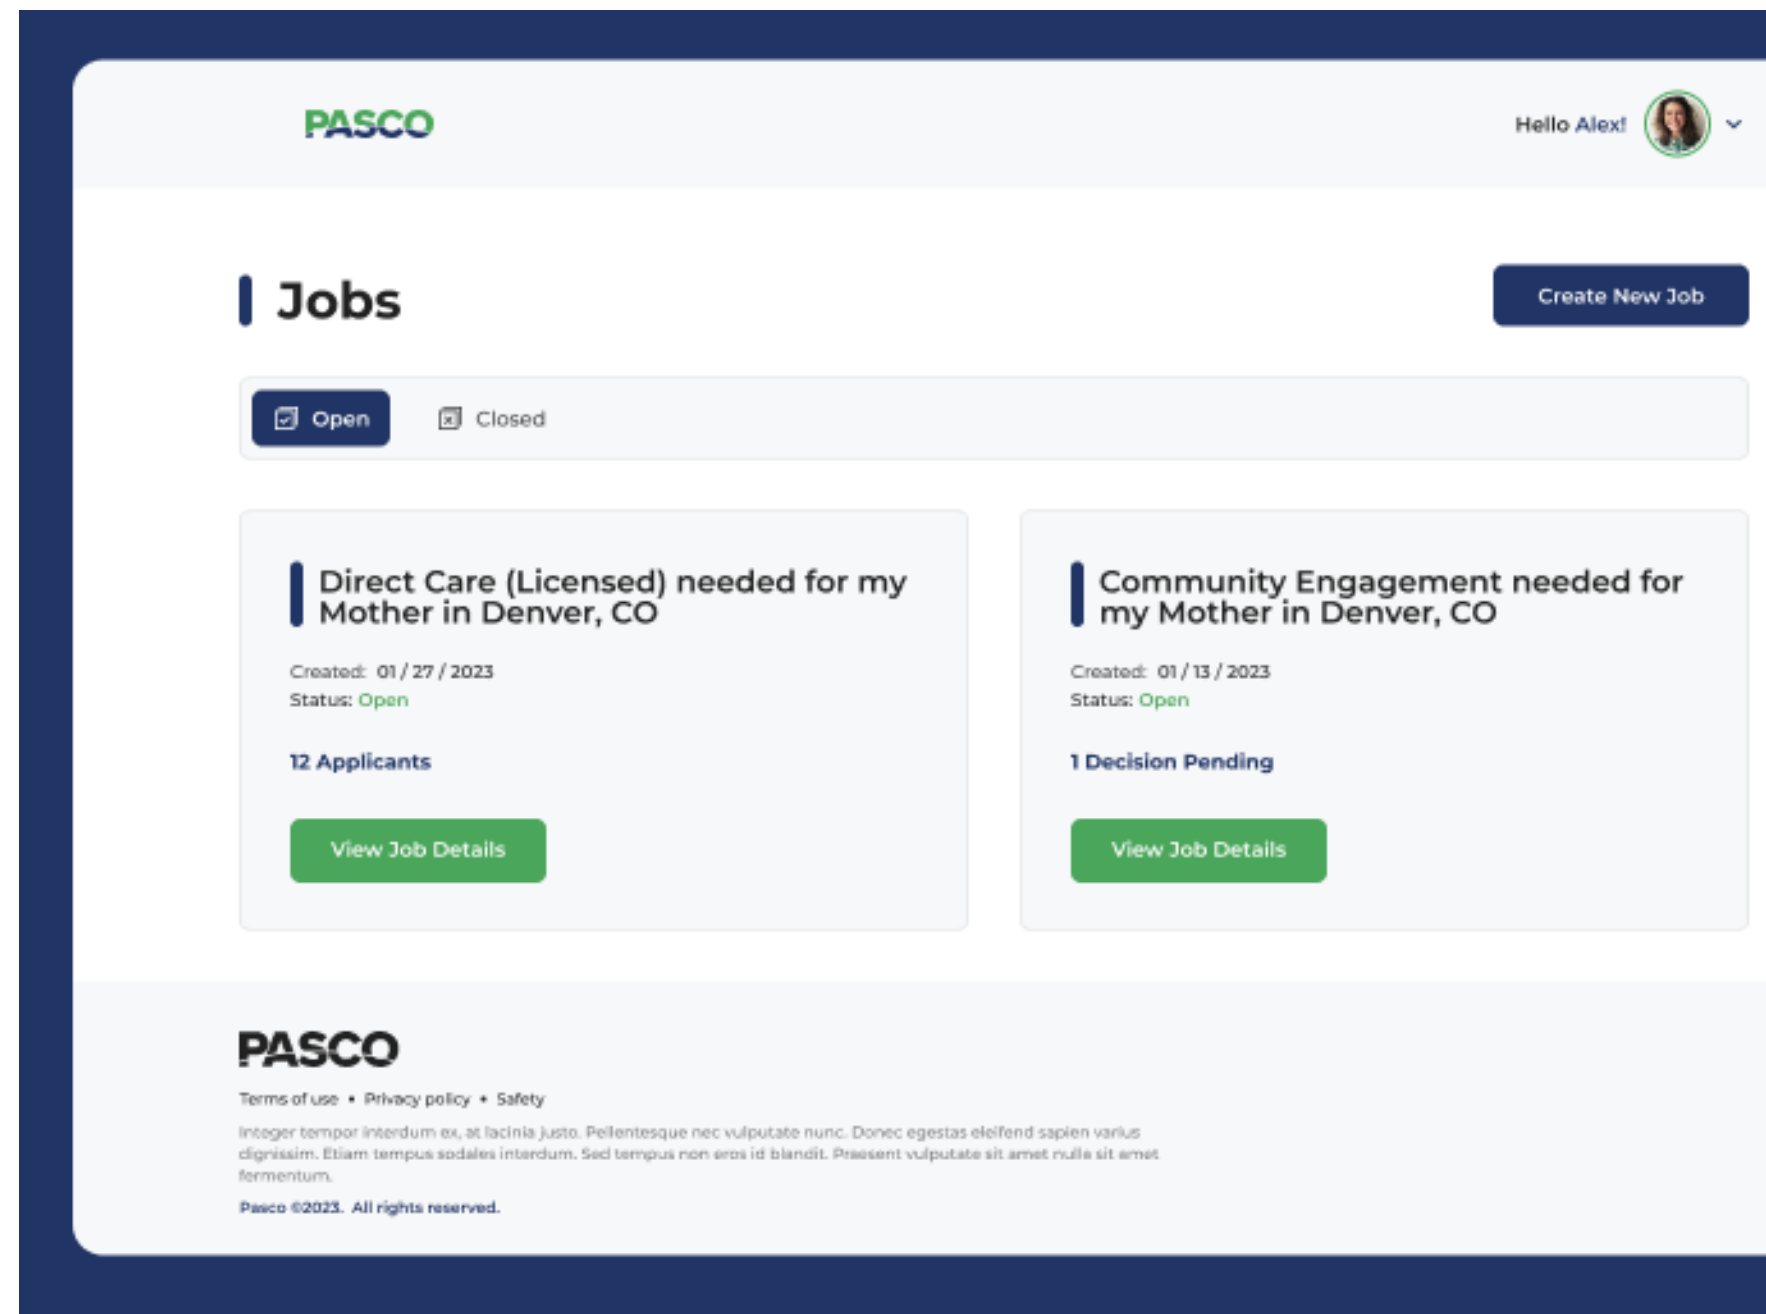 PASCO
Hello Alex!
Jobs
Create New Job
Open
Closed
Direct Care (Licensed) needed for my
Mother in Denver, CO
Created: 01 / 27 / 2023
Status: Open
12 Applicants
View Job Details
Community Engagement needed for
my Mother in Denver, CO
Created: 01 / 13 / 2023
Status: Open
1 Decision Pending
View Job Details
PASCO
Terms of use • Privacy policy • Safety
Integer tempor interdum ex, at lacinia justo. Pellentesque nec vulputate nunc. Donec egestas eleifend sapien varius
dignissim. Etiam tempus sodales interdum. Sed tempus non eros id blandit. Praesent vulputate sit amet nulla sit amet
fermentum.
Pasco ©2023. All rights reserved.